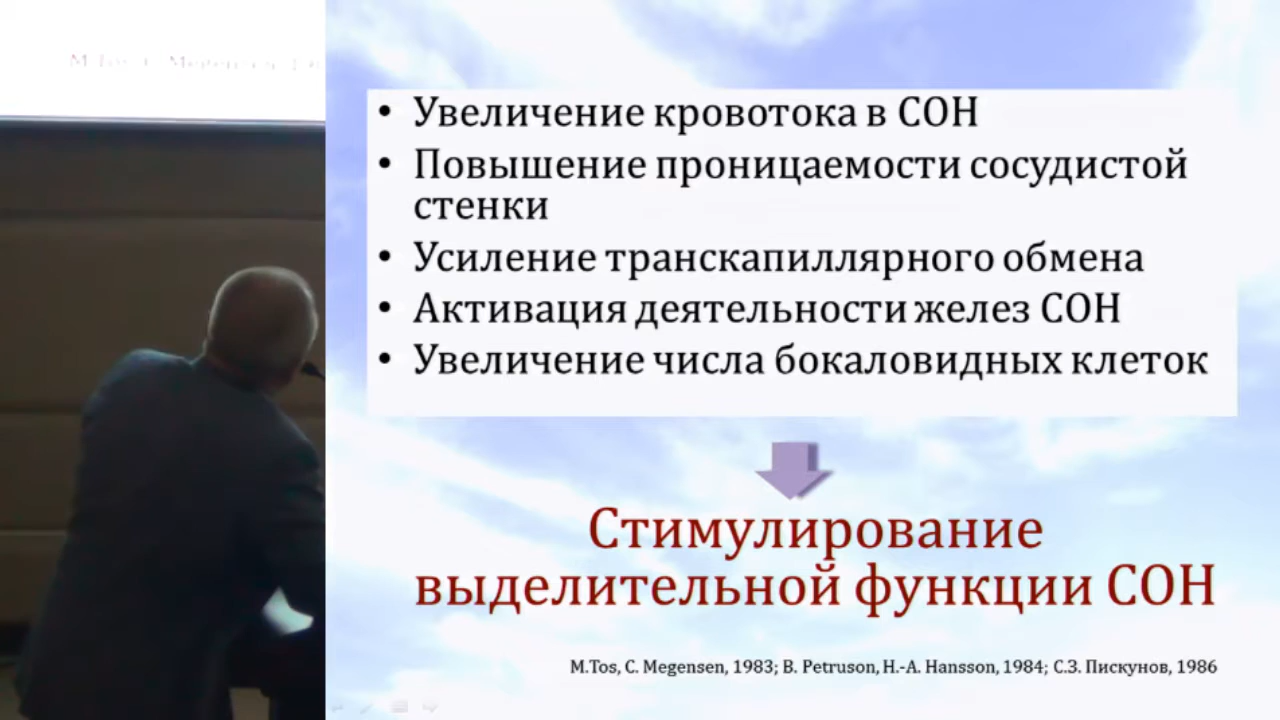 • Увеличение кровотока в СОН
• Повышение проницаемости сосудистой
стенки
• Усиление транскапиллярного обмена
• Активация деятельности желез СОН
• Увеличение числа бокаловидных клеток
Стимулирование
выделительной функции СОН
M.Tos, C. Megensen, 1983; B. Petruson, H.-A. Hansson, 1984; С.З. Пискунов, 1986